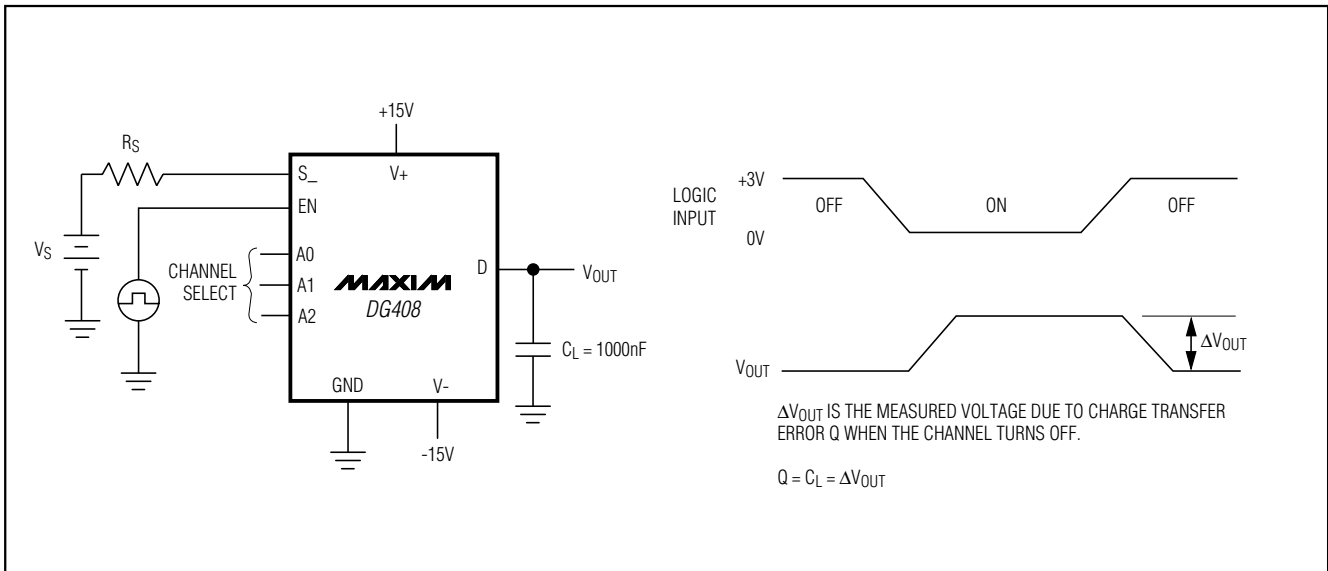 +15V
RS
S_
V+
EN
VS
CHANNEL
SELECT
A0
A1
A2
MAXIM
DG408
D
VOUT
CL = 1000nF
GND
V-
-15V
LOGIC
INPUT
+3V
0V
OFF
ON
OFF
VOUT
ΔVOUT
ΔVOUT IS THE MEASURED VOLTAGE DUE TO CHARGE TRANSFER
ERROR Q WHEN THE CHANNEL TURNS OFF.
Q = CL = ΔVOUT